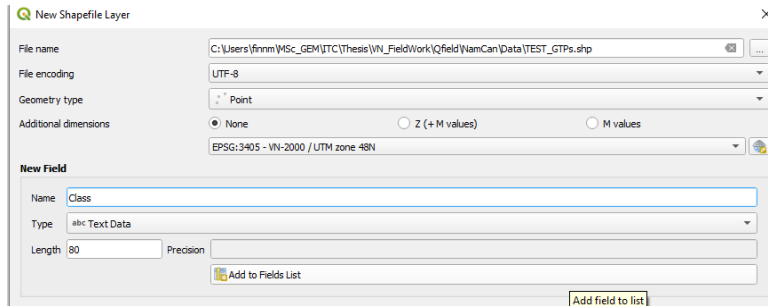 New Shapefile Layer
File name C:\Users\finnm\MSc_GEM\ITC\Thesis\VN_FieldWork\Qfield\NamCan\Data\TEST_GTPs.shp ...
File encoding UTF-8
Geometry type Point
Additional dimensions None Z (+ M values) M values
EPSG:3405 - VN-2000 / UTM zone 48N
New Field
Name Class
Type abc Text Data
Length 80 Precision
Add to Fields List
Add field to list